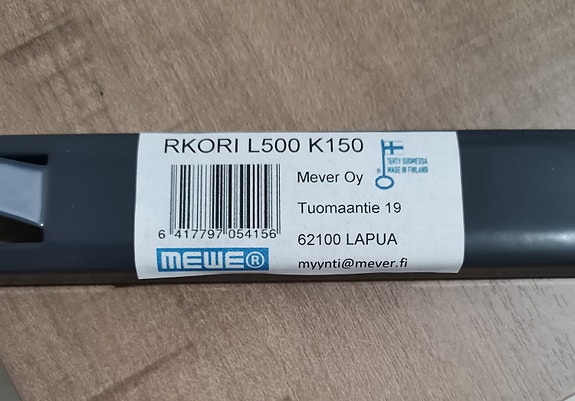 RKORI L500 K150
TEHTY SUOMESSA
MADE IN FINLAND
Mever Oy
Tuomaantie 19
6 417797 054156
62100 LAPUA
MEWE®
myynti@mever.fi